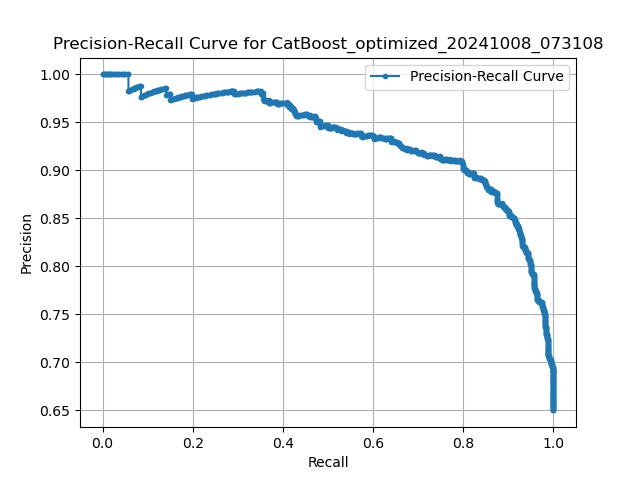 Precision-Recall Curve for CatBoost_optimized_20241008_073108
Precision-Recall Curve
1.00
0.95
0.90
0.85
0.80
0.75
0.70
0.65
Precision
0.0 0.2 0.4 0.6 0.8 1.0
Recall